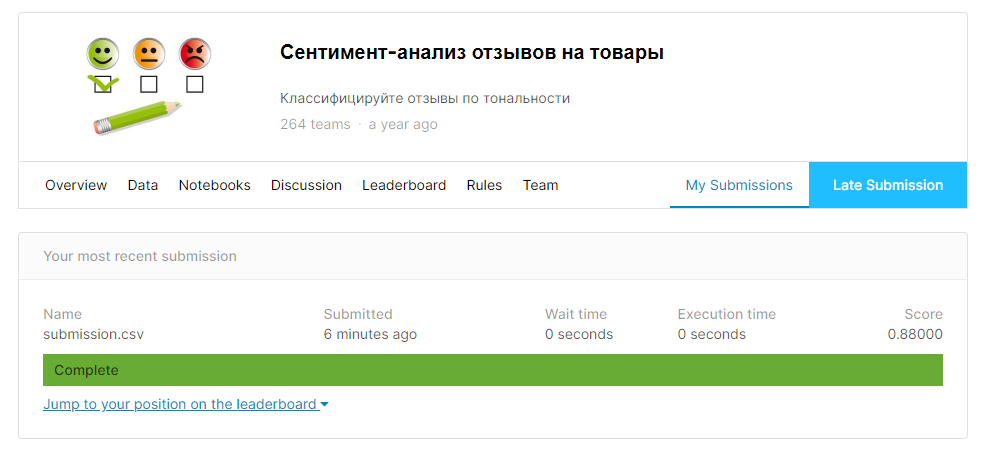 Сентимент-анализ отзывов на товары
Классифицируйте отзывы по тональности
264 teams · a year ago
Overview Data Notebooks Discussion Leaderboard Rules Team My Submissions Late Submission
Your most recent submission
Name Submitted Wait time Execution time Score
submission.csv 6 minutes ago 0 seconds 0 seconds 0.88000
Complete
Jump to your position on the leaderboard